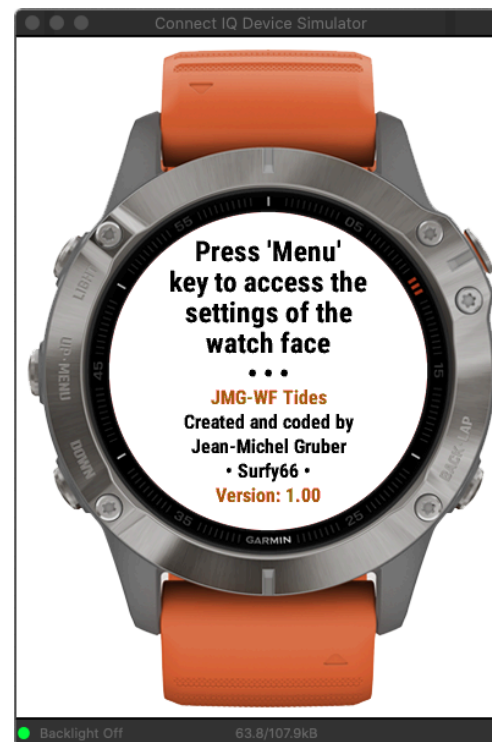 Connect IQ Device Simulator
55
05
LIGHT
Press 'Menu'
key to access the
settings of the
watch face
• • •
JMG-WF Tides
Created and coded by
Jean-Michel Gruber
• Surfy66 •
Version: 1.00
UP·MENU
45
15
DOWN
BACK·LAP
35
25
GARMIN
Backlight Off
63.8/107.9kB